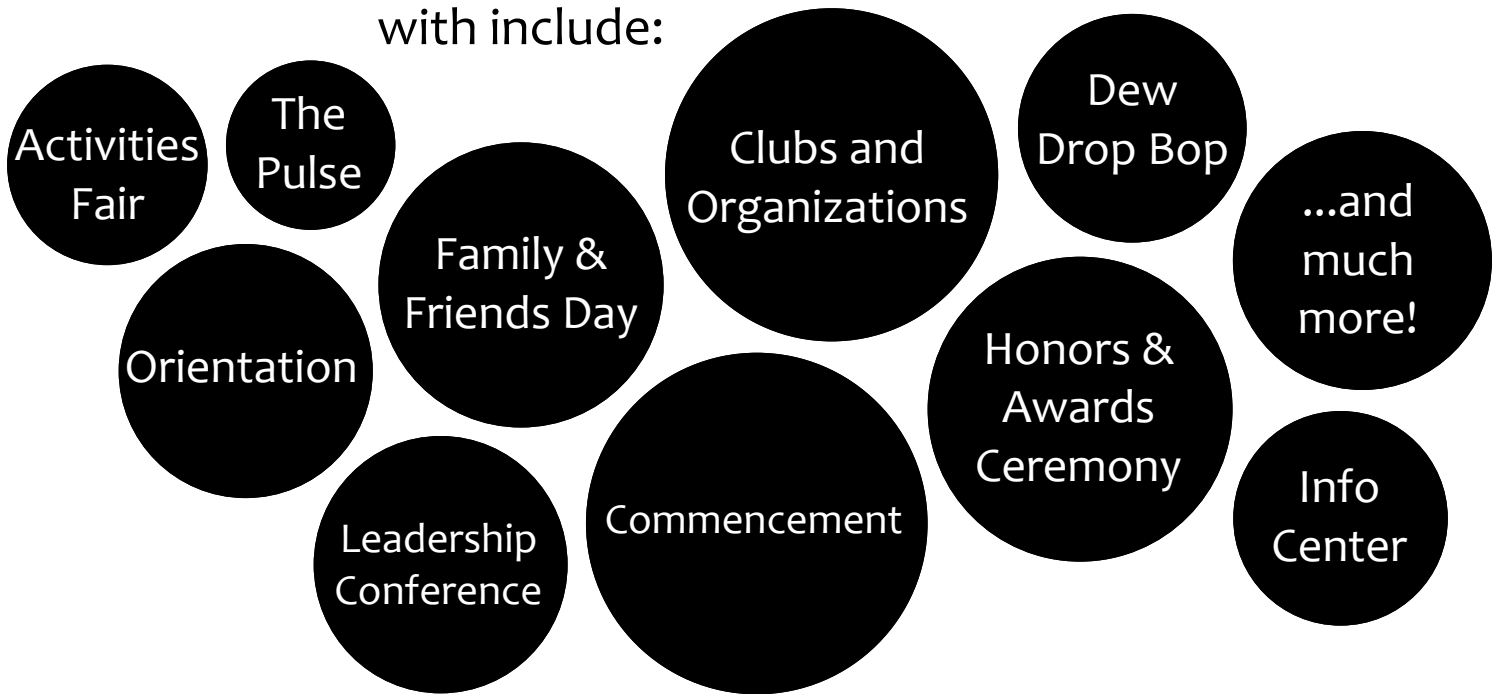 with include:
Activities
Fair
The
Pulse
Family &
Friends Day
Clubs and
Organizations
Dew
Drop Bop
...and
much
more!
Orientation
Honors &
Awards
Ceremony
Leadership
Conference
Commencement
Info
Center